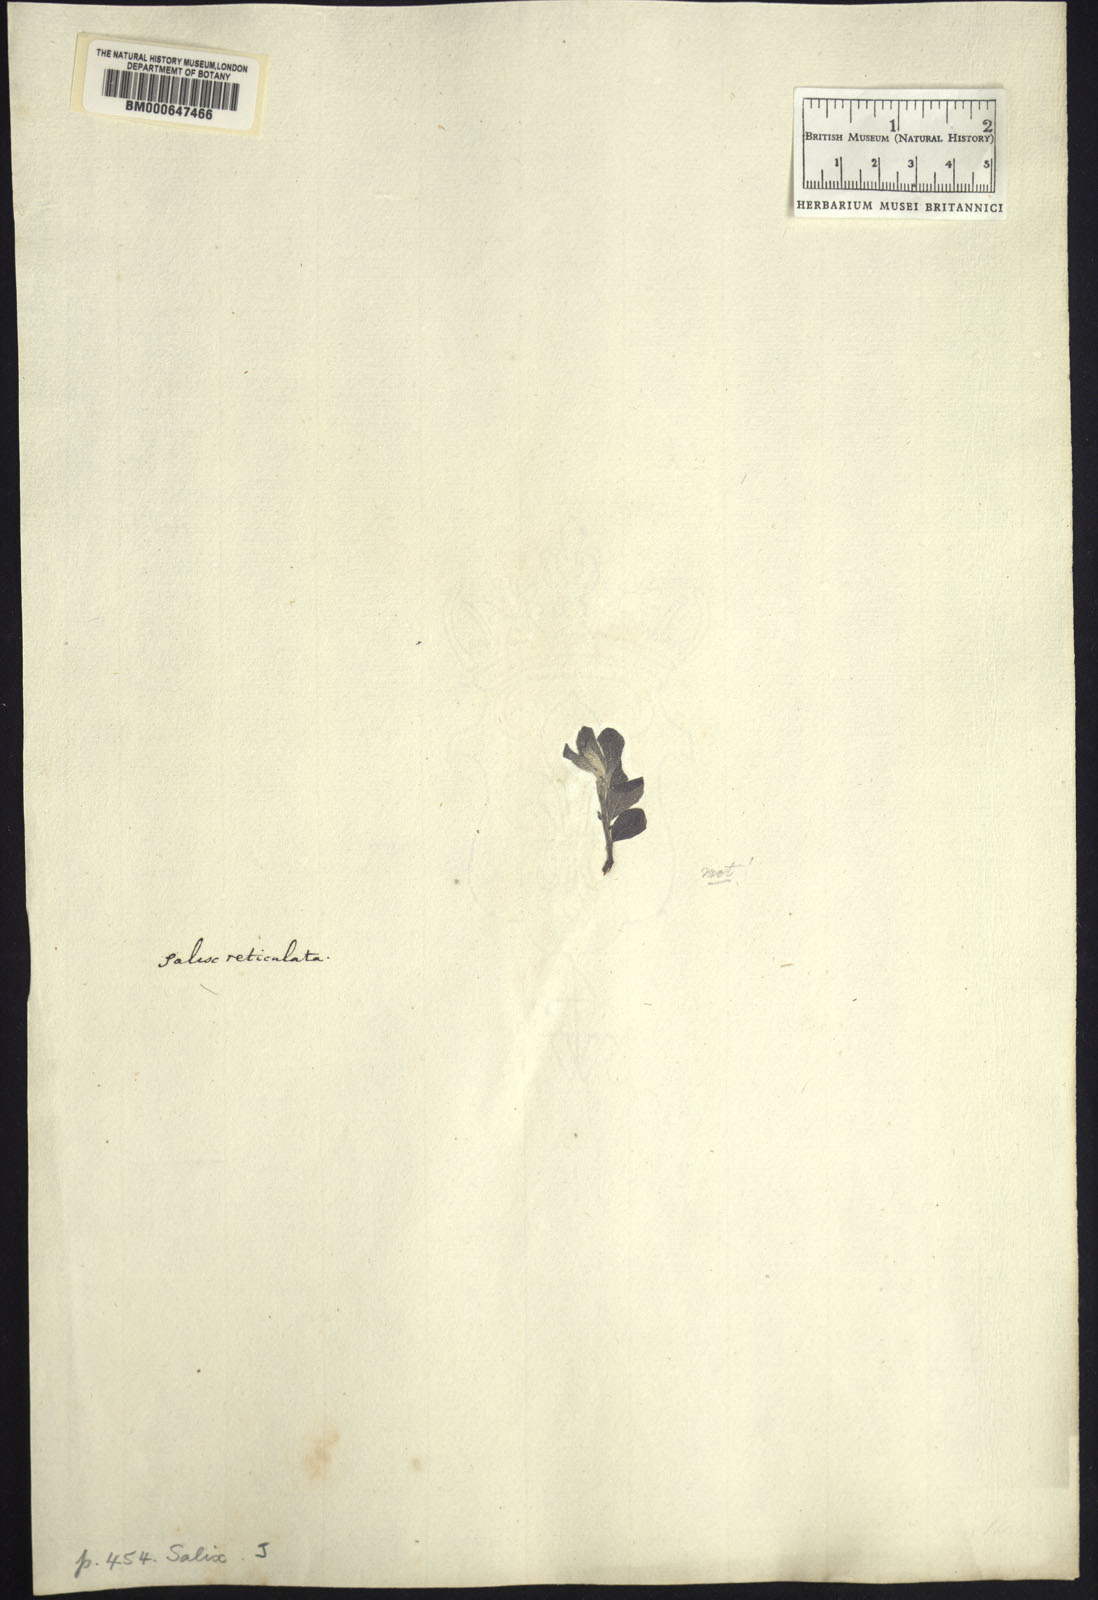 THE NATURAL HISTORY MUSEUM, LONDON
DEPARTMEMT OF BOTANY
BM000647466
1 2
BRITISH MUSEUM (NATURAL HISTORY)
1 2 3 4 5
HERBARIUM MUSEI BRITANNICI
not!
Salix reticulata.
p. 454. Salix. 5